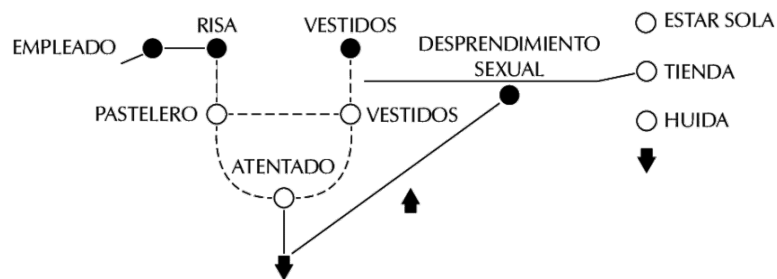 EMPLEADO
RISA
VESTIDOS
DESPRENDIMIENTO
SEXUAL
ESTAR SOLA
TIENDA
PASTELERO
VESTIDOS
HUIDA
ATENTADO